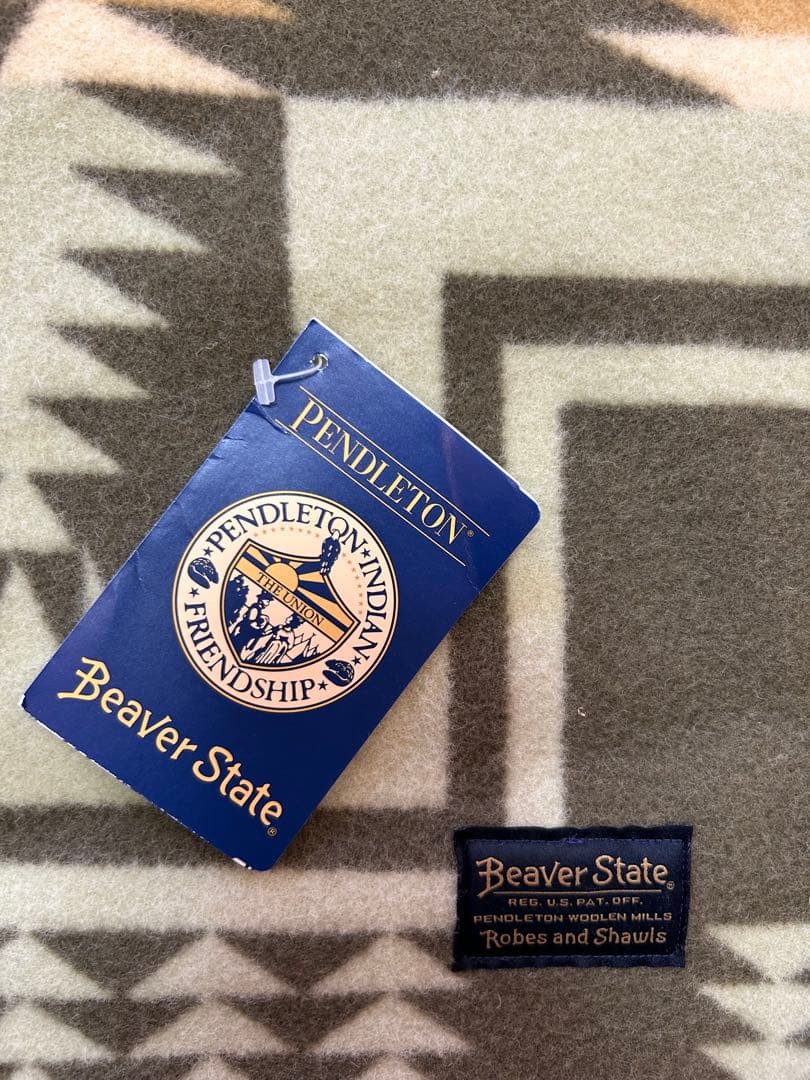 PENDLETON®
PENDLETON★INDIAN★FRIENDSHIP★
THE UNION
Beaver State®
Beaver State®
REG. U.S. PAT. OFF.
PENDLETON WOOLEN MILLS
Robes and Shawls